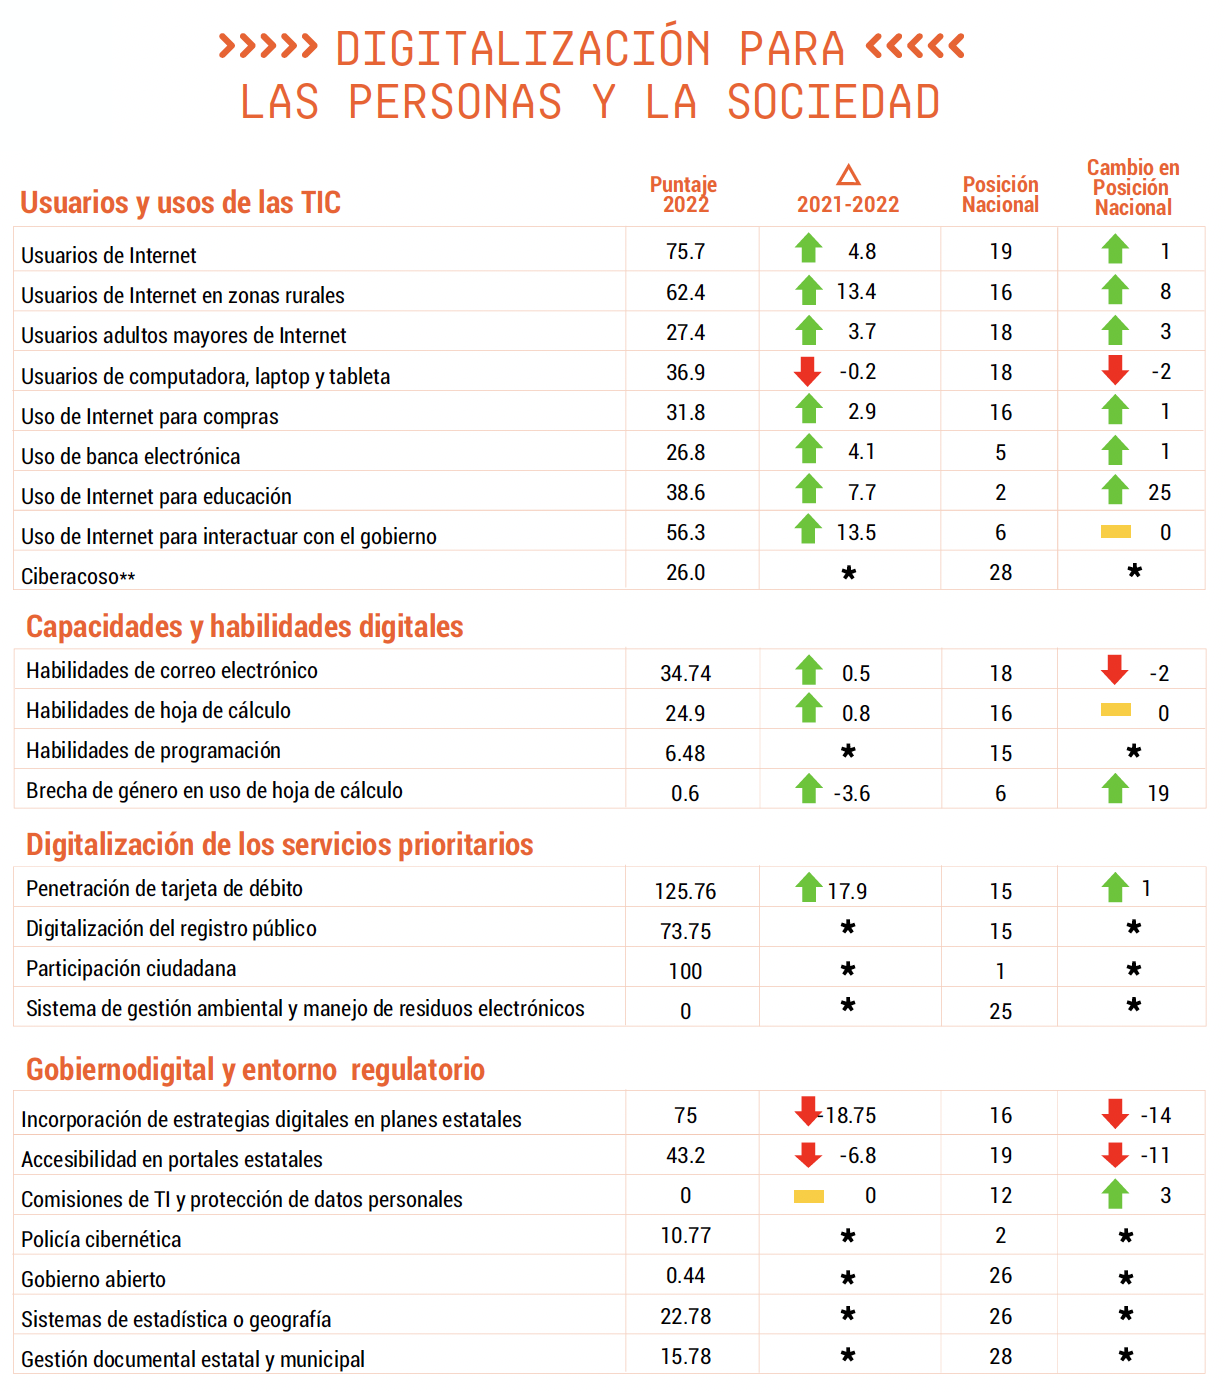 DIGITALIZACIÓN PARA
LAS PERSONAS Y LA SOCIEDAD
Usuarios y usos de las TIC | Puntaje 2022 | △ 2021-2022 | Posición Nacional | Cambio en Posición Nacional
Usuarios de Internet 75.7 4.8 19 1
Usuarios de Internet en zonas rurales 62.4 13.4 16 8
Usuarios adultos mayores de Internet 27.4 3.7 18 3
Usuarios de computadora, laptop y tableta 36.9 -0.2 18 -2
Uso de Internet para compras 31.8 2.9 16 1
Uso de banca electrónica 26.8 4.1 5 1
Uso de Internet para educación 38.6 7.7 2 25
Uso de Internet para interactuar con el gobierno 56.3 13.5 6 0
Ciberacoso** 26.0 * 28 *
Capacidades y habilidades digitales
Habilidades de correo electrónico 34.74 0.5 18 -2
Habilidades de hoja de cálculo 24.9 0.8 16 0
Habilidades de programación 6.48 * 15 *
Brecha de género en uso de hoja de cálculo 0.6 -3.6 6 19
Digitalización de los servicios prioritarios
Penetración de tarjeta de débito 125.76 17.9 15 1
Digitalización del registro público 73.75 * 15 *
Participación ciudadana 100 * 1 *
Sistema de gestión ambiental y manejo de residuos electrónicos 0 * 25 *
Gobiernodigital y entorno regulatorio
Incorporación de estrategias digitales en planes estatales 75 -18.75 16 -14
Accesibilidad en portales estatales 43.2 -6.8 19 -11
Comisiones de TI y protección de datos personales 0 0 12 3
Policía cibernética 10.77 * 2 *
Gobierno abierto 0.44 * 26 *
Sistemas de estadística o geografía 22.78 * 26 *
Gestión documental estatal y municipal 15.78 * 28 *